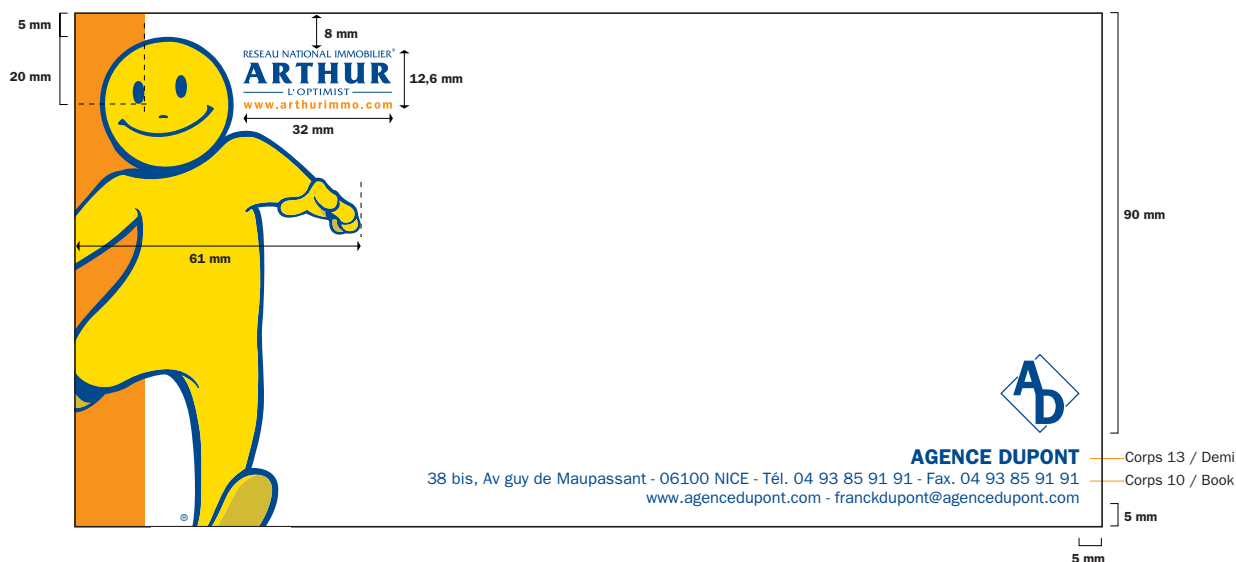 5 mm
20 mm
8 mm
RESEAU NATIONAL IMMOBILIER®
ARTHUR
L'OPTIMIST
www.arthurimmo.com
12,6 mm
32 mm
61 mm
90 mm
AD
AGENCE DUPONT
Corps 13 / Demi
38 bis, Av guy de Maupassant - 06100 NICE - Tél. 04 93 85 91 91 - Fax. 04 93 85 91 91
Corps 10 / Book
www.agencedupont.com - franckdupont@agencedupont.com
®
5 mm
5 mm